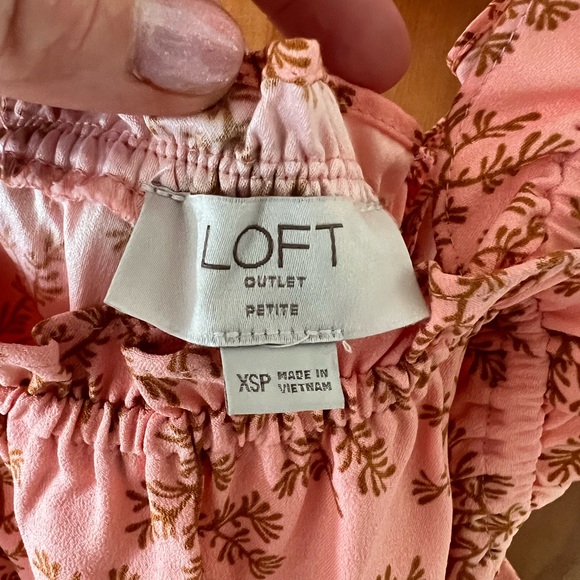 LOFT
OUTLET
PETITE
XSP MADE IN
VIETNAM